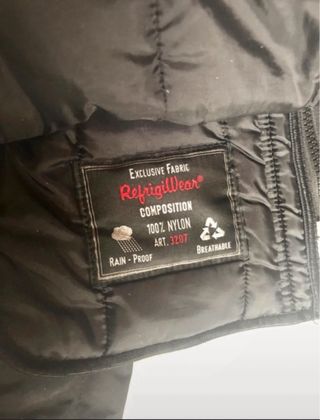 Exclusive Fabric
RefrigiWear®
COMPOSITION
100% NYLON
ART. 3207
RAIN - PROOF
BREATHABLE